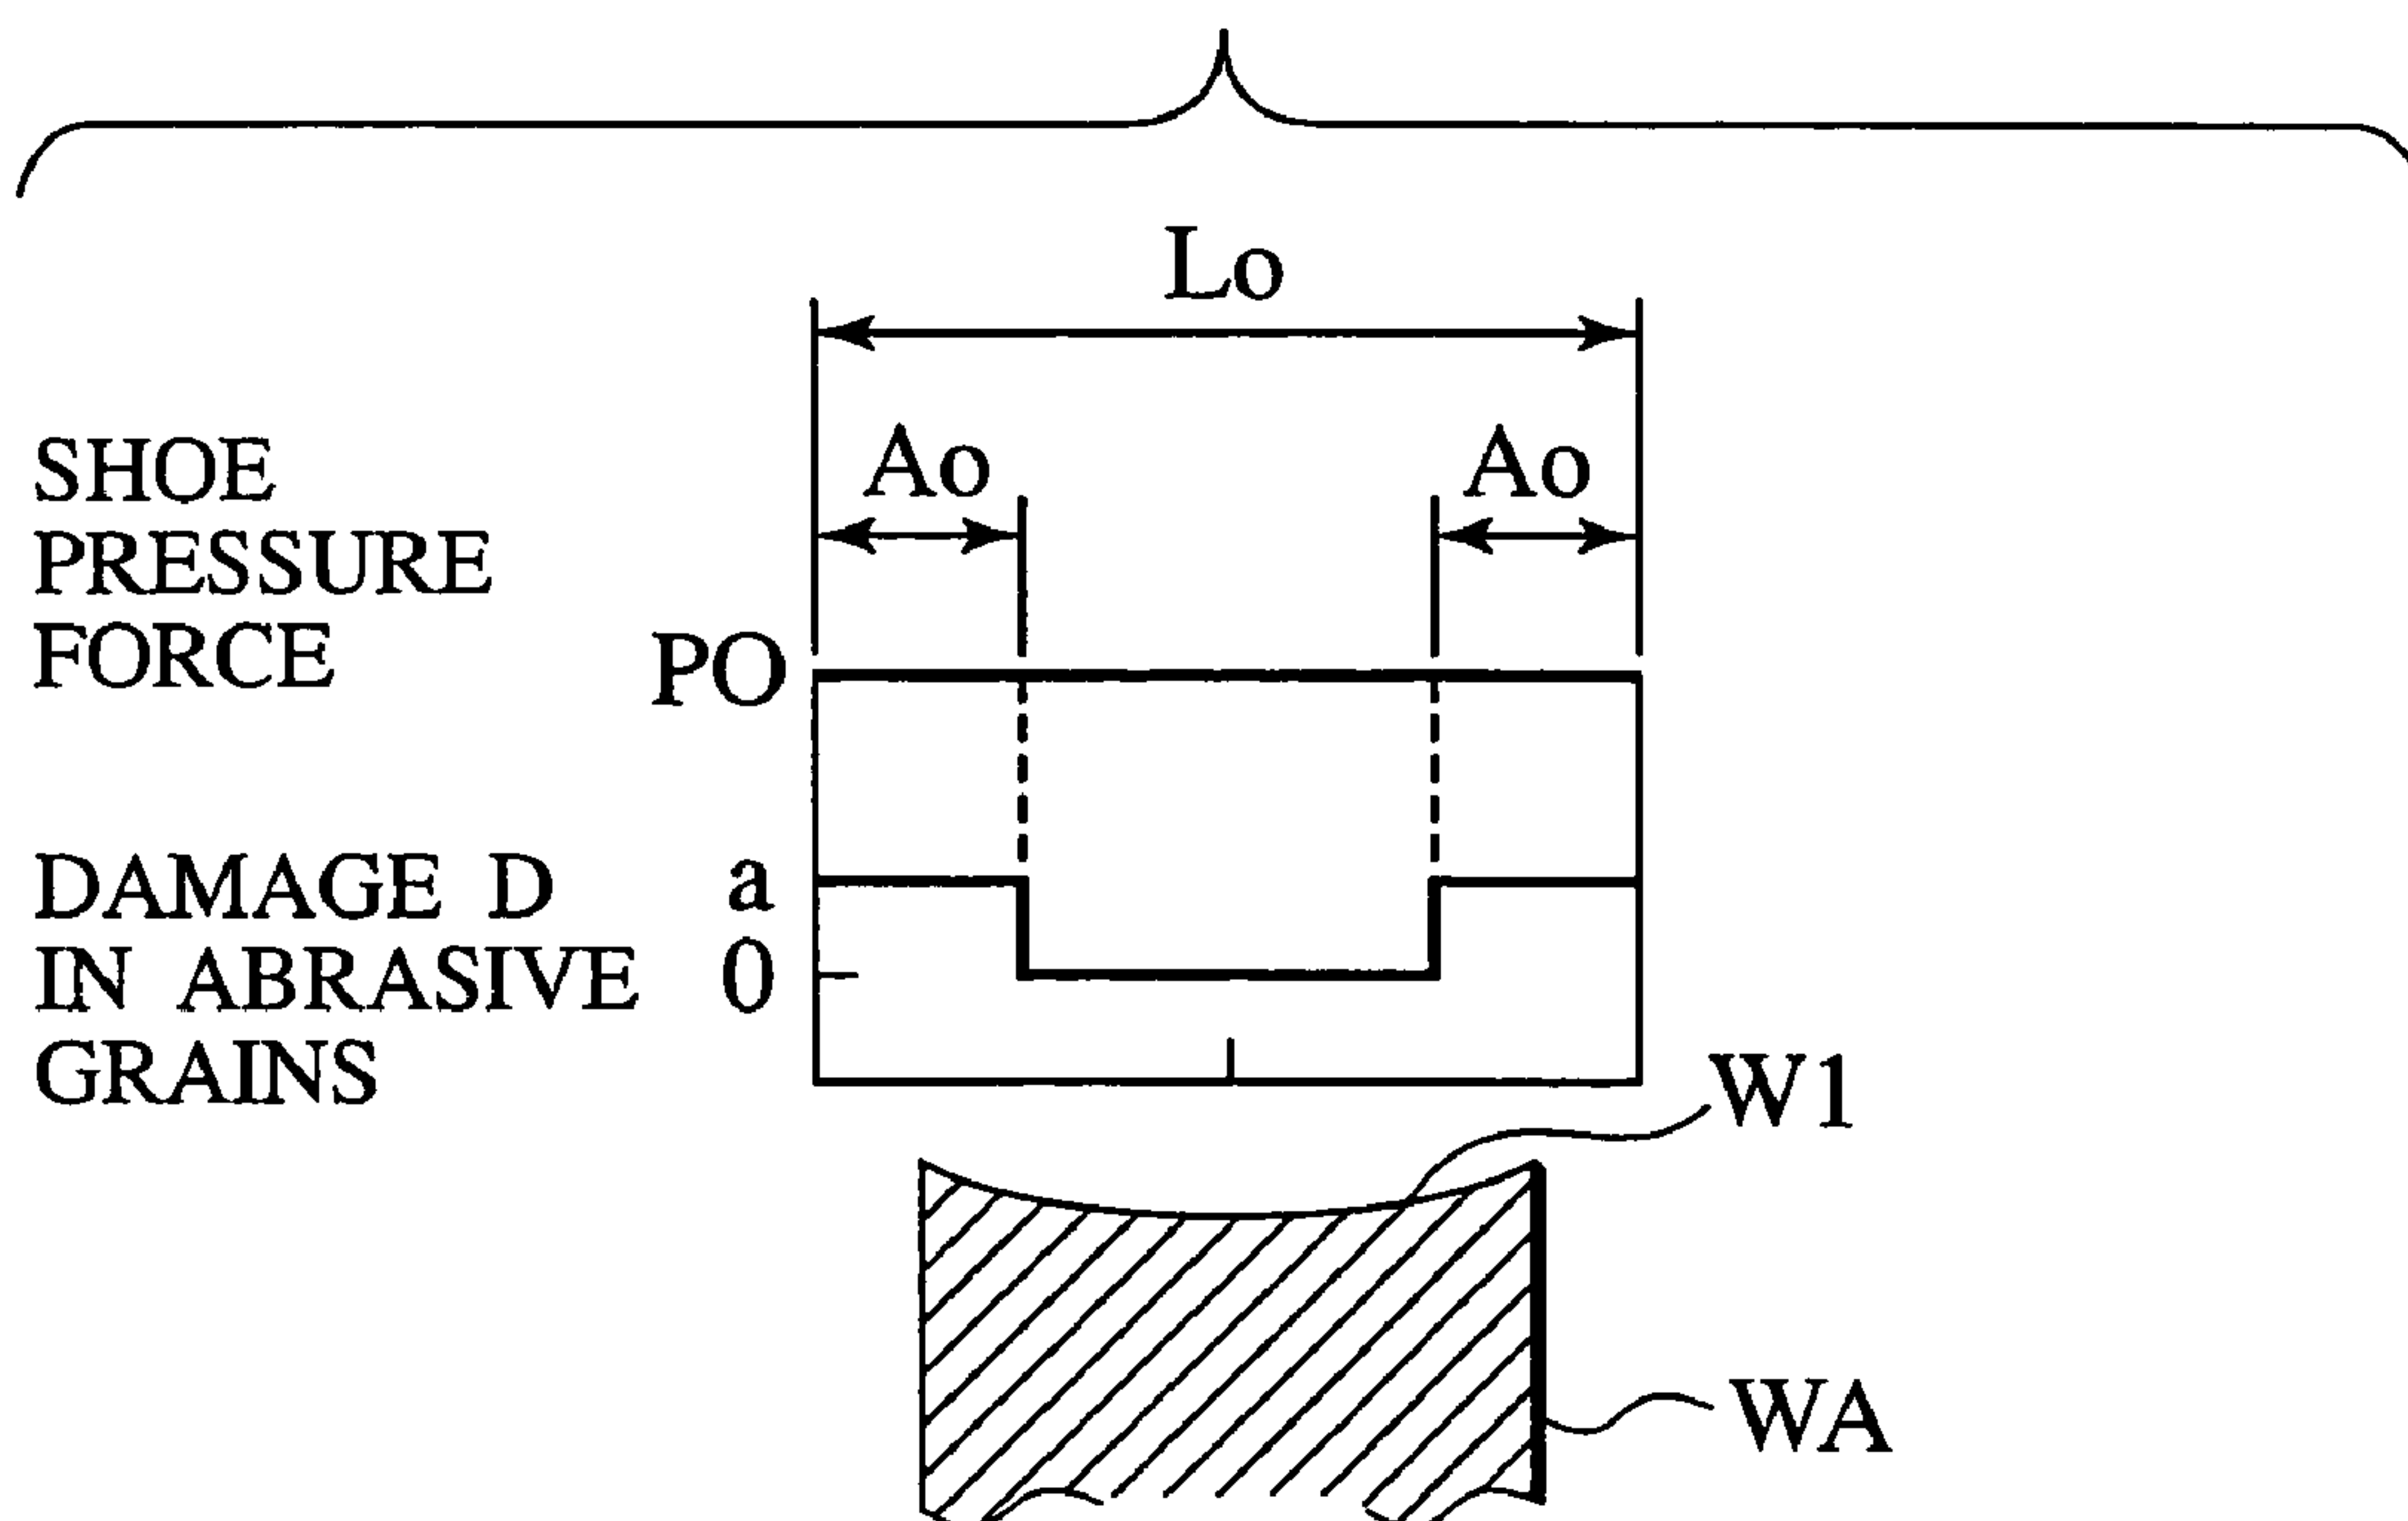 Lo
Ao
Ao
SHOE
PRESSURE
FORCE
PO
DAMAGE D
IN ABRASIVE
GRAINS
a
0
W1
WA